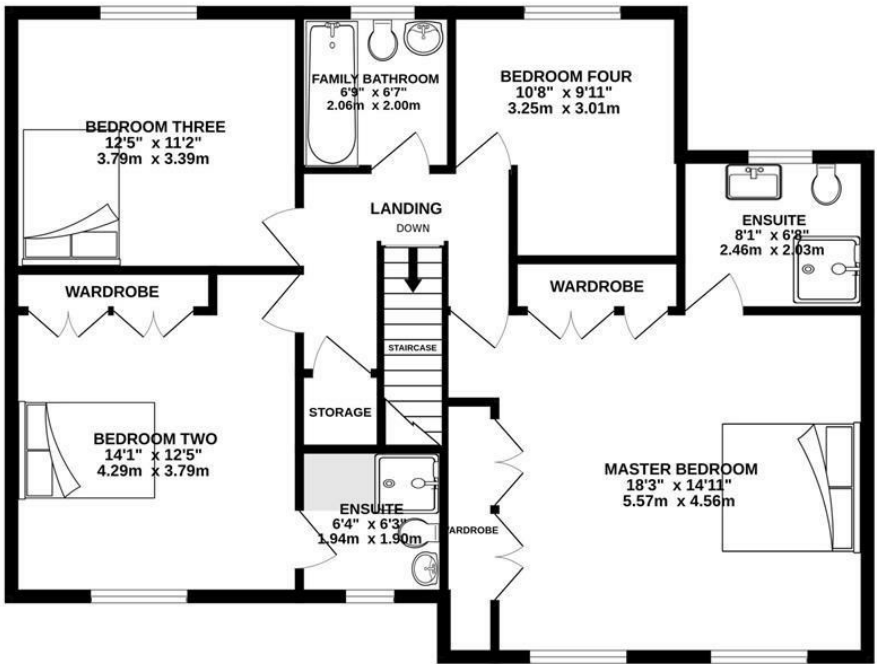 BEDROOM THREE
12'5" x 11'2"
3.79m x 3.39m
FAMILY BATHROOM
6'9" x 6'7"
2.06m x 2.00m
BEDROOM FOUR
10'8" x 9'11"
3.25m x 3.01m
LANDING
DOWN
ENSUITE
8'1" x 6'8"
2.46m x 2.03m
WARDROBE
WARDROBE
STAIRCASE
STORAGE
BEDROOM TWO
14'1" x 12'5"
4.29m x 3.79m
MASTER BEDROOM
18'3" x 14'11"
5.57m x 4.56m
ENSUITE
6'4" x 6'3"
1.94m x 1.90m
WARDROBE